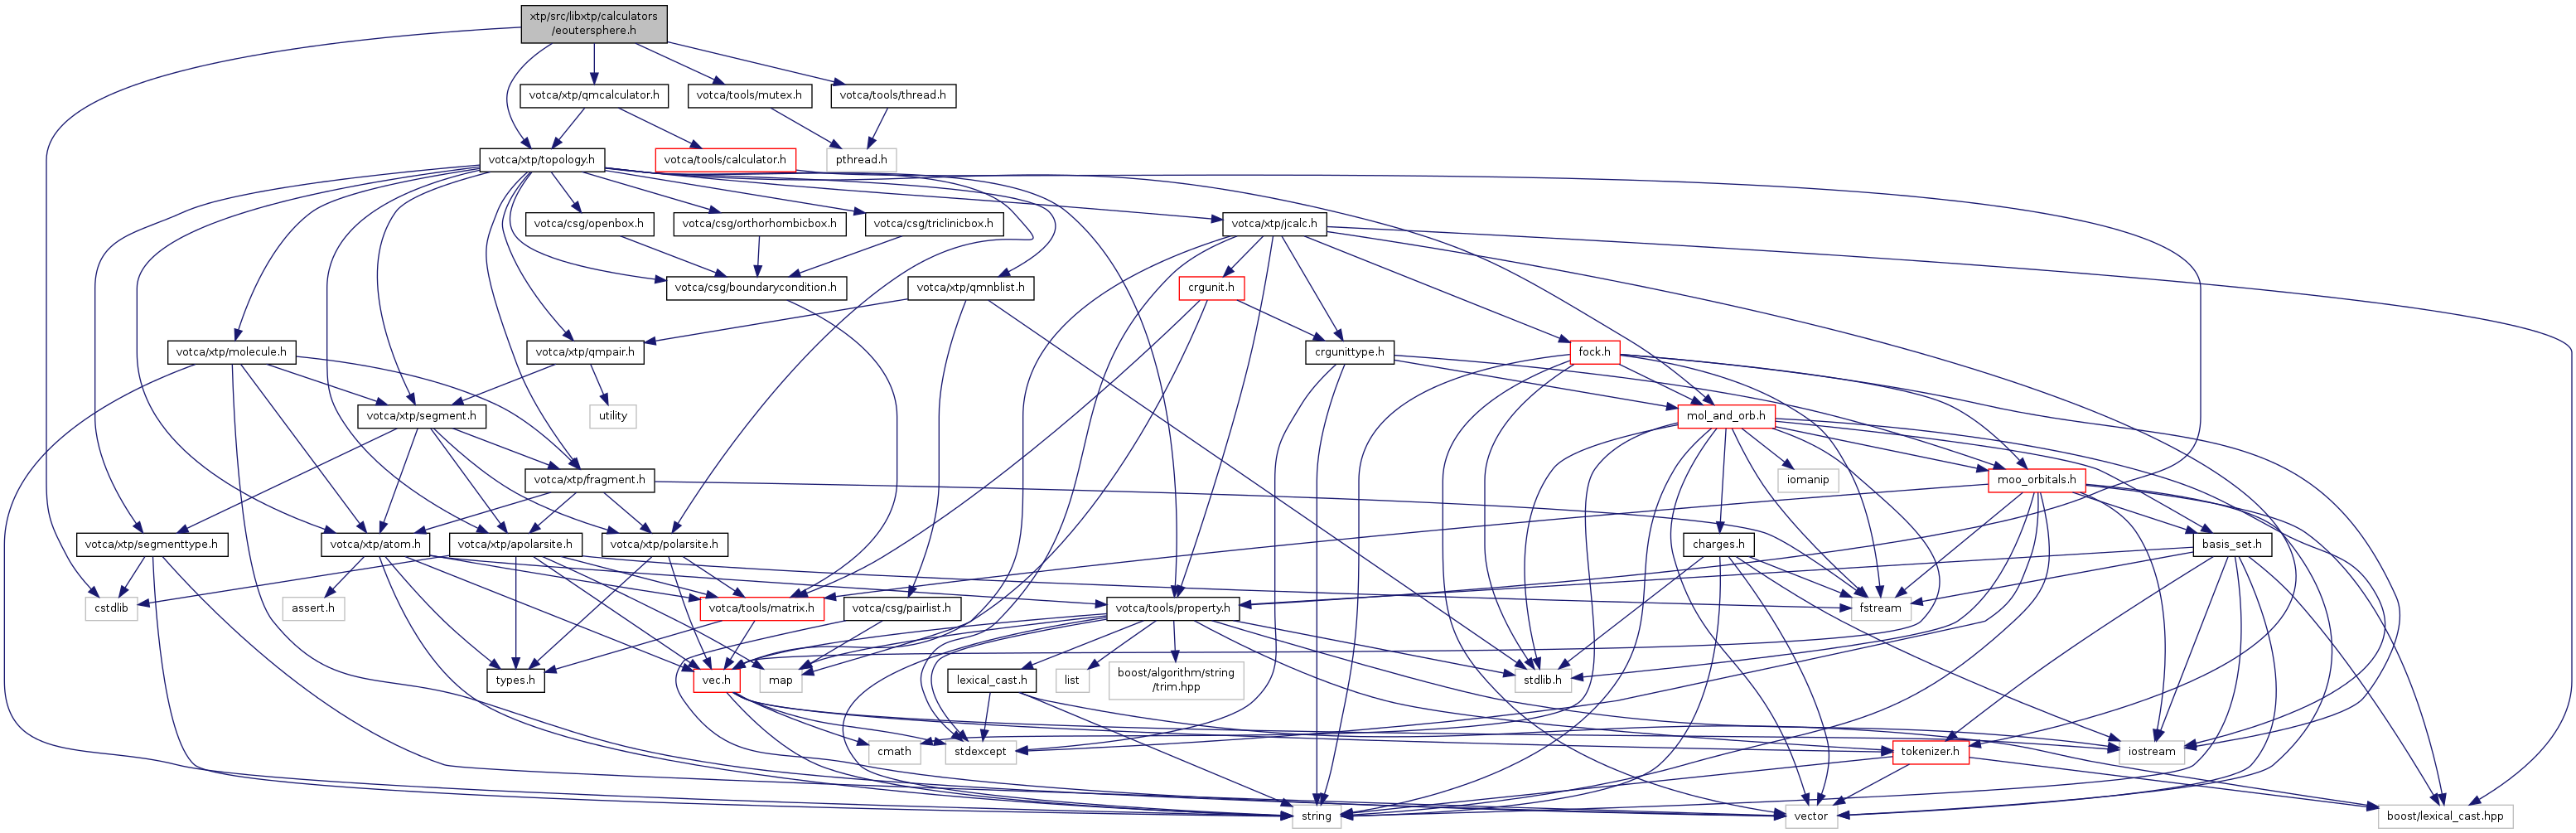 xtp/src/libxtp/calculators
/eoutersphere.h
votca/xtp/qmcalculator.h
votca/tools/mutex.h
votca/tools/thread.h
votca/xtp/topology.h
votca/tools/calculator.h
pthread.h
votca/csg/openbox.h
votca/csg/orthorhombicbox.h
votca/csg/triclinicbox.h
votca/xtp/jcalc.h
votca/csg/boundarycondition.h
votca/xtp/qmnblist.h
crgunit.h
votca/xtp/molecule.h
votca/xtp/qmpair.h
crgunittype.h
fock.h
votca/xtp/segment.h
utility
mol_and_orb.h
votca/xtp/fragment.h
iomanip
moo_orbitals.h
votca/xtp/segmenttype.h
votca/xtp/atom.h
votca/xtp/apolarsite.h
votca/xtp/polarsite.h
charges.h
basis_set.h
cstdlib
assert.h
votca/tools/matrix.h
votca/csg/pairlist.h
votca/tools/property.h
fstream
types.h
vec.h
map
lexical_cast.h
list
boost/algorithm/string
/trim.hpp
stdlib.h
cmath
stdexcept
tokenizer.h
iostream
string
vector
boost/lexical_cast.hpp